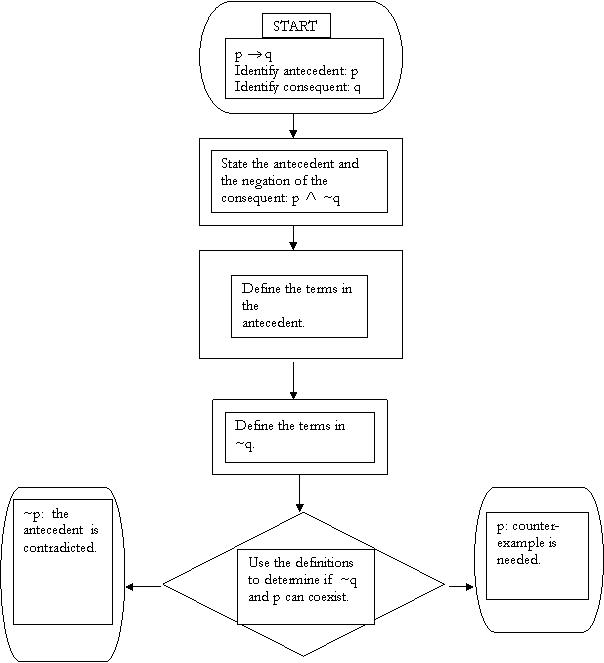 START
p → q
Identify antecedent: p
Identify consequent: q
State the antecedent and
the negation of the
consequent: p ∧ ~q
Define the terms in
the
antecedent.
Define the terms in
~q.
~p: the
antecedent is
contradicted.
Use the definitions
to determine if ~q
and p can coexist.
p: counter-
example is
needed.